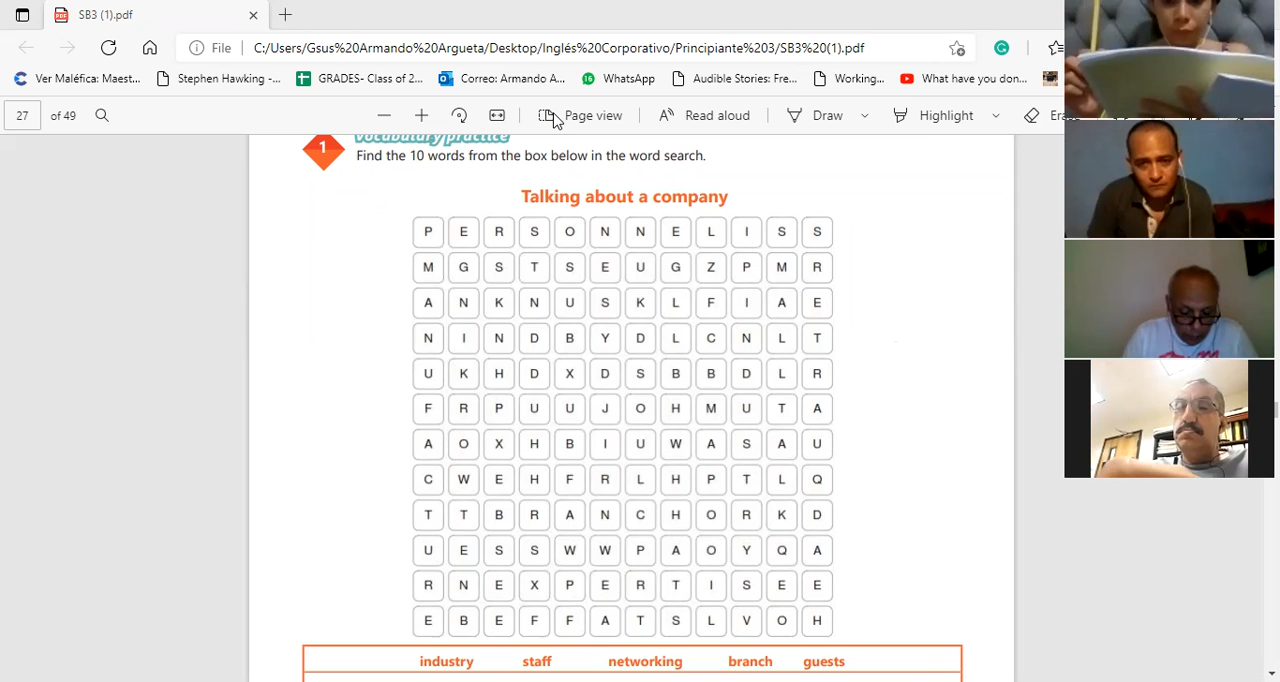 SB3 (1).pdf
File
C:/Users/Gsus%20Armando%20Argueta/Desktop/Inglés%20Corporativo/Principiante%203/SB3%20(1).pdf
Ver Maléfica: Maest...
Stephen Hawking -...
GRADES- Class of 2...
Correo: Armando A...
WhatsApp
Audible Stories: Fre...
Working...
What have you don...
27
of 49
Page view
Read aloud
Draw
Highlight
1
Vocabulary practice
Find the 10 words from the box below in the word search.
Talking about a company
P E R S O N N E L I S S
M G S T S E U G Z P M R
A N K N U S K L F I A E
N I N D B Y D L C N L T
U K H D X D S B B D L R
F R P U U J O H M U T A
A O X H B I U W A S A U
C W E H F R L H P T L Q
T T B R A N C H O R K D
U E S S W W P A O Y Q A
R N E X P E R T I S E E
E B E F F A T S L V O H
industry staff networking branch guests